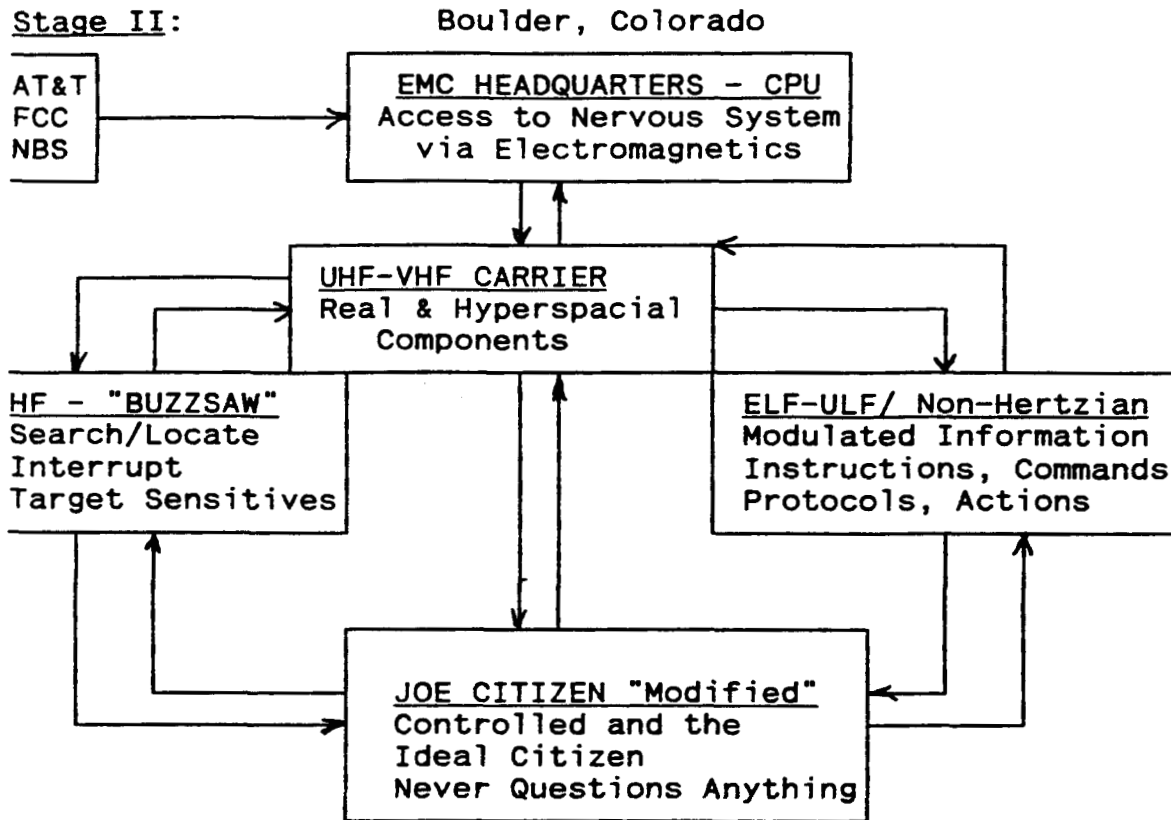 Stage II:
Boulder, Colorado
AT&T
FCC
NBS
EMC HEADQUARTERS - CPU
Access to Nervous System
via Electromagnetics
UHF-VHF CARRIER
Real & Hyperspacial
Components
HF - "BUZZSAW"
Search/Locate
Interrupt
Target Sensitives
ELF-ULF/ Non-Hertzian
Modulated Information
Instructions, Commands
Protocols, Actions
JOE CITIZEN "Modified"
Controlled and the
Ideal Citizen
Never Questions Anything